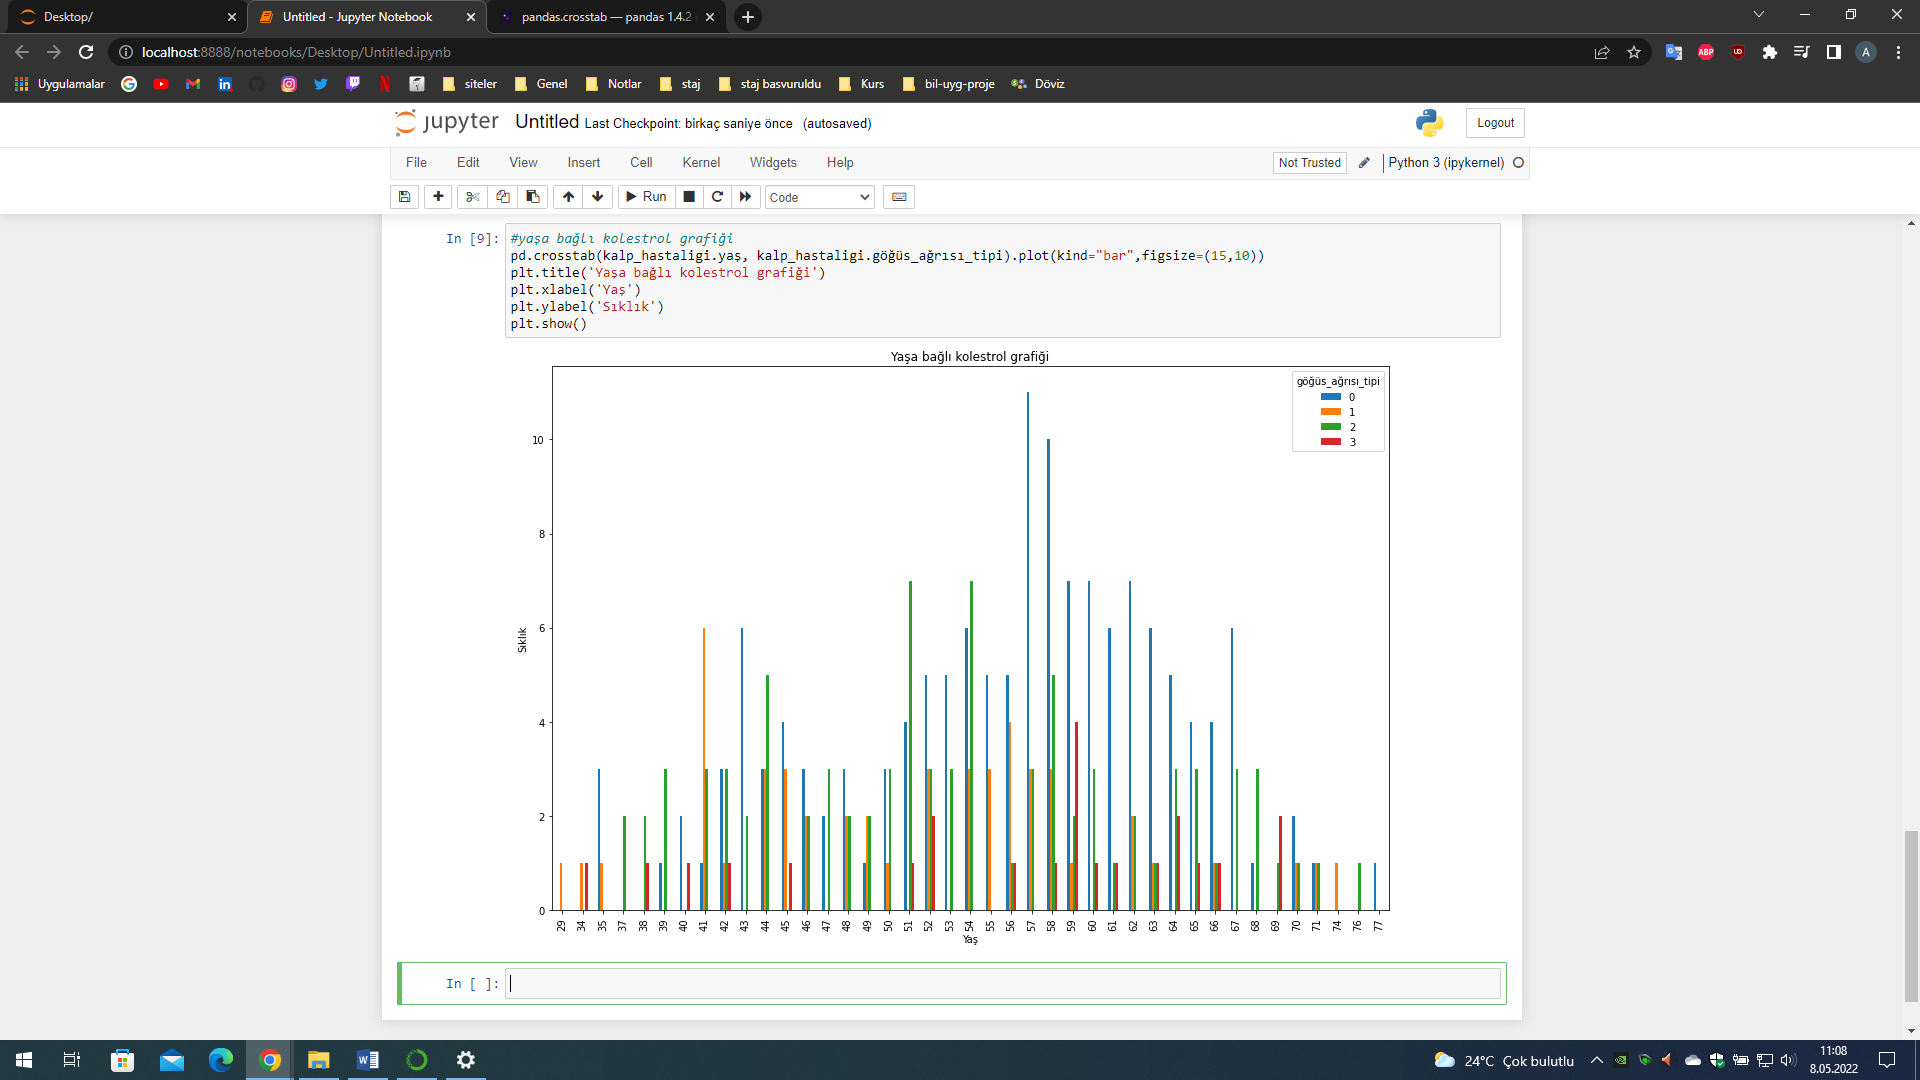 Desktop/
Untitled - Jupyter Notebook
pandas.crosstab — pandas 1.4.2
localhost:8888/notebooks/Desktop/Untitled.ipynb
ABP
A
Uygulamalar
siteler
Genel
Notlar
staj
staj basvuruldu
Kurs
bil-uyg-proje
Döviz
jupyter Untitled Last Checkpoint: birkaç saniye önce (autosaved)
Logout
File Edit View Insert Cell Kernel Widgets Help
Not Trusted
Python 3 (ipykernel)
Run
Code
In [9]:
#yaşa bağlı kolestrol grafiği
pd.crosstab(kalp_hastaligi.yaş, kalp_hastaligi.göğüs_ağrısı_tipi).plot(kind="bar",figsize=(15,10))
plt.title('Yaşa bağlı kolestrol grafiği')
plt.xlabel('Yaş')
plt.ylabel('Sıklık')
plt.show()
Yaşa bağlı kolestrol grafiği
göğüs_ağrısı_tipi
0
1
2
3
10
8
6
4
2
0
Sıklık
29 34 35 37 38 39 40 41 42 43 44 45 46 47 48 49 50 51 52 53 54 55 56 57 58 59 60 61 62 63 64 65 66 67 68 69 70 71 74 76 77
Yaş
In [ ]:
24°C Çok bulutlu
11:08
8.05.2022